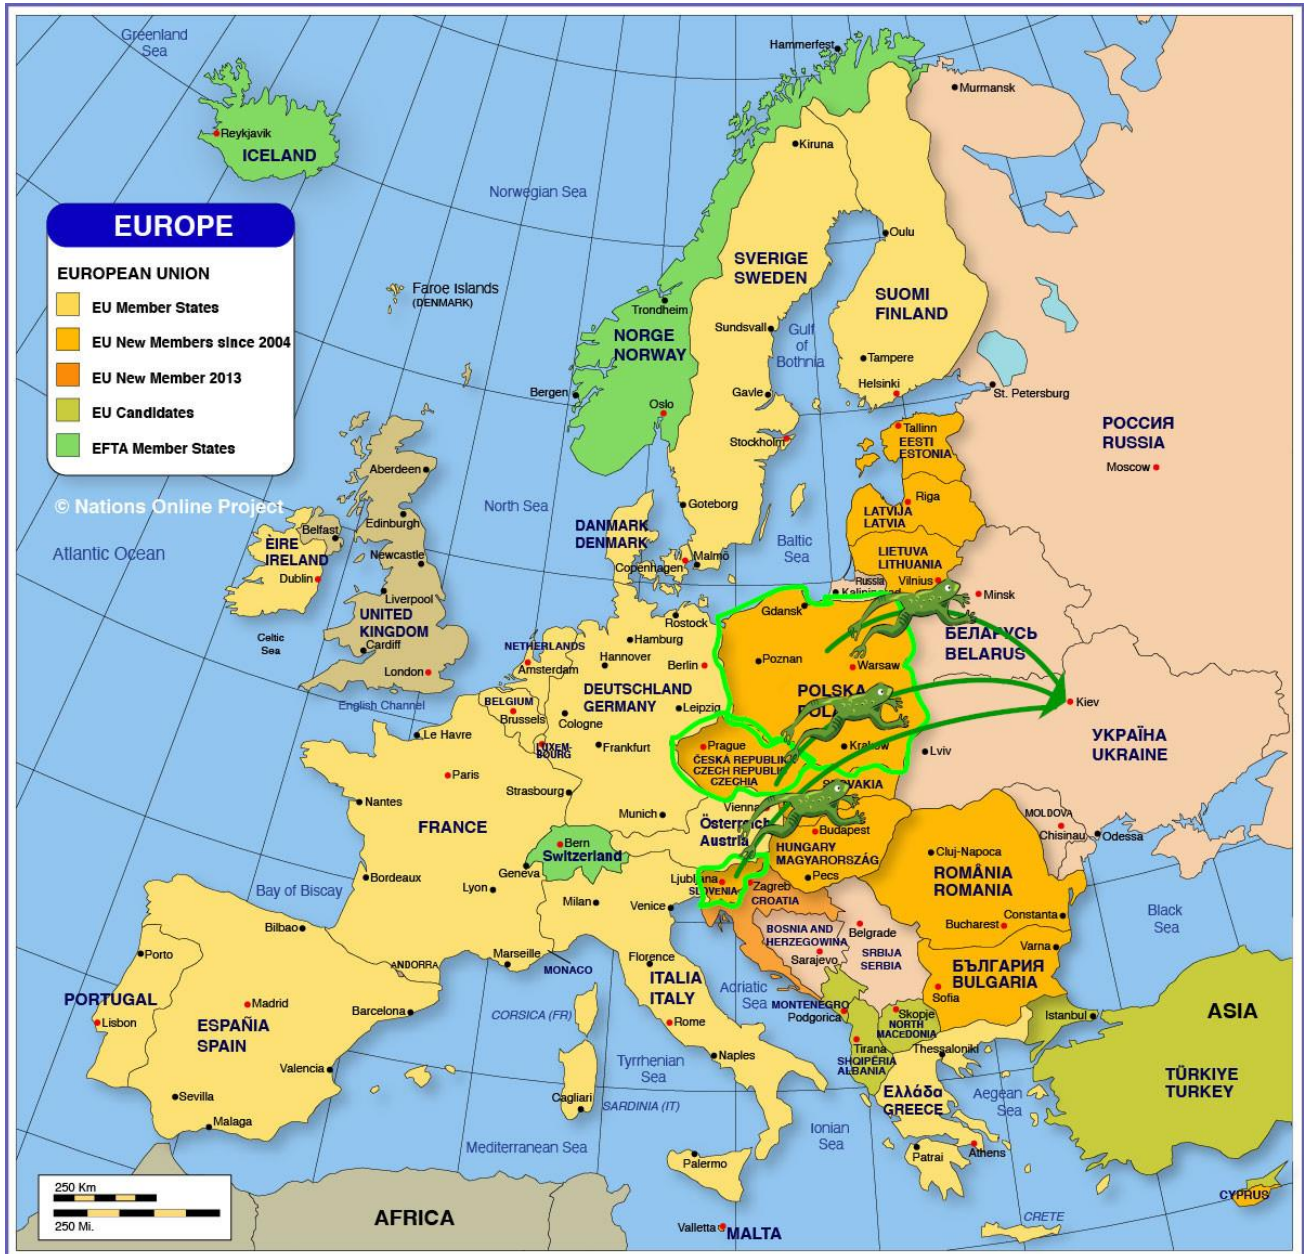 Greenland
Sea
Hammerfest
Murmansk
Reykjavik
ICELAND
Kiruna
Norwegian Sea
EUROPE
EUROPEAN UNION
EU Member States
EU New Members since 2004
EU New Member 2013
EU Candidates
EFTA Member States
© Nations Online Project
Faroe Islands
(DENMARK)
Oulu
SVERIGE
SWEDEN
SUOMI
FINLAND
Trondheim
NORGE
NORWAY
Sundsvall
Gulf
of
Bothnia
Tampere
Bergen
Gavle
Helsinki
St. Petersburg
Oslo
Stockholm
Tallinn
EESTI
ESTONIA
РОССИЯ
RUSSIA
Moscow
Aberdeen
North Sea
Goteborg
Riga
LATVIJA
LATVIA
Edinburgh
Belfast
DANMARK
DENMARK
Baltic
Sea
Atlantic Ocean
ÈIRE
IRELAND
Newcastle
Malmö
Copenhagen
LIETUVA
LITHUANIA
Dublin
Russia
Vilnius
Liverpool
Minsk
UNITED
KINGDOM
Gdansk
Rostock
Celtic
Sea
Cardiff
NETHERLANDS
Hamburg
БЕЛАРУСЬ
BELARUS
London
Amsterdam
Hannover
Berlin
Poznan
Warsaw
English Channel
BELGIUM
Brussels
DEUTSCHLAND
GERMANY
Leipzig
POLSKA
Kiev
Cologne
Le Havre
LUXEM-
BOURG
Frankfurt
Prague
Krakow
Lviv
УКРАЇНА
UKRAINE
ČESKÁ REPUBLIK
CZECH REPUBLIC
CZECHIA
Paris
Strasbourg
SLOVAKIA
Nantes
Munich
Vienna
Österreich
Austria
MOLDOVA
Chisinau
Odessa
FRANCE
Bern
Switzerland
Budapest
HUNGARY
MAGYARORSZÁG
Cluj-Napoca
Geneva
Bay of Biscay
Bordeaux
Lyon
Ljubljana
SLOVENIA
Zagreb
CROATIA
Pecs
ROMÂNIA
ROMANIA
Milan
Venice
Constanta
Black
Sea
Bilbao
BOSNIA AND
HERZEGOWINA
Sarajevo
Belgrade
SRBIJA
SERBIA
Bucharest
Porto
ANDORRA
Marseille
MONACO
Florence
Varna
БЪЛГАРИЯ
BULGARIA
Sofia
PORTUGAL
Lisbon
Madrid
ITALIA
ITALY
Adriatic
Sea
MONTENEGRO
Podgorica
ESPAÑIA
SPAIN
Barcelona
CORSICA (FR)
Rome
Skopje
NORTH
MACEDONIA
Istanbul
ASIA
Tirana
SHQIPËRIA
ALBANIA
Thessaloniki
Valencia
Tyrrhenian
Sea
Naples
TÜRKIYE
TURKEY
Sevilla
Malaga
Cagliari
SARDINIA (IT)
Ελλάδα
GREECE
Aegean
Sea
Mediterranean Sea
Ionian
Sea
Palermo
Patrai
Athens
250 Km
250 Mi.
AFRICA
CYPRUS
CRETE
Valletta
MALTA